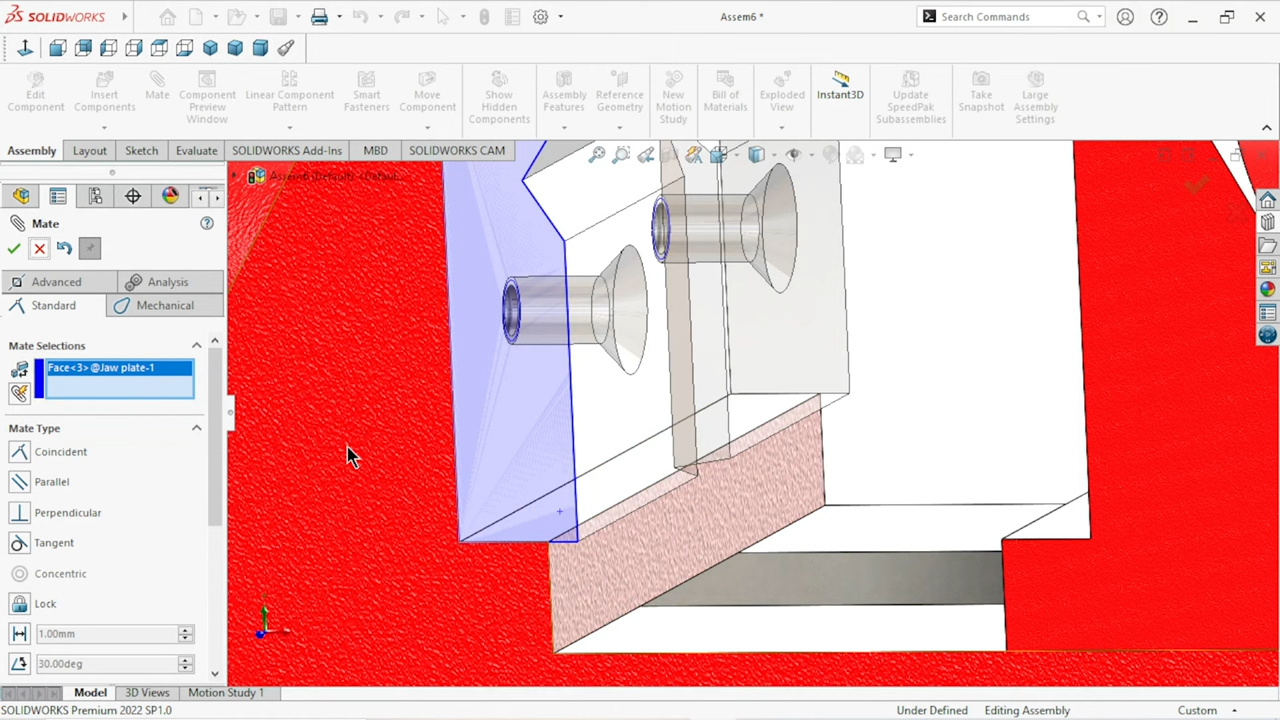 SOLIDWORKS
Assem6 *
Search Commands
Edit Component
Insert Components
Mate
Component Preview Window
Linear Component Pattern
Smart Fasteners
Move Component
Show Hidden Components
Assembly Features
Reference Geometry
New Motion Study
Bill of Materials
Exploded View
Instant3D
Update SpeedPak Subassemblies
Take Snapshot
Large Assembly Settings
Assembly
Layout
Sketch
Evaluate
SOLIDWORKS Add-Ins
MBD
SOLIDWORKS CAM
Mate
Advanced
Analysis
Standard
Mechanical
Mate Selections
Face<3>@Jaw plate-1
Mate Type
Coincident
Parallel
Perpendicular
Tangent
Concentric
Lock
1.00mm
30.00deg
Model
3D Views
Motion Study 1
SOLIDWORKS Premium 2022 SP1.0
Under Defined
Editing Assembly
Custom